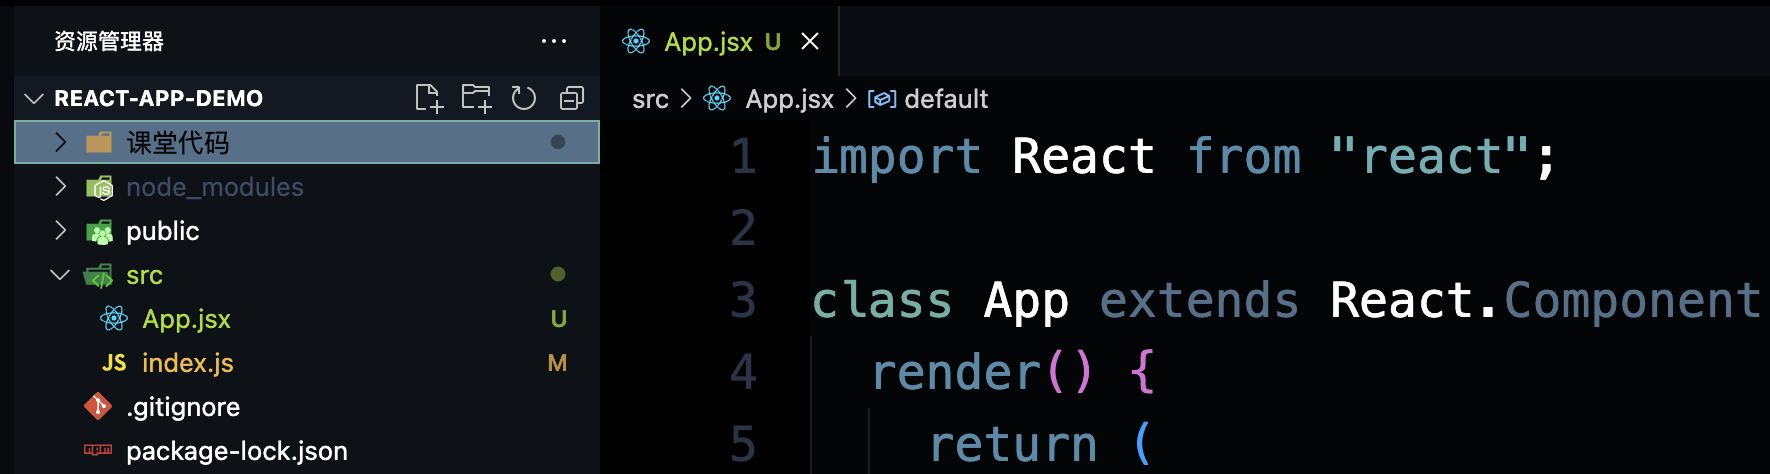 资源管理器 ···
REACT-APP-DEMO
课堂代码
node_modules
public
src
App.jsx U
JS index.js M
.gitignore
package-lock.json
App.jsx U
src > App.jsx > default
1 import React from "react";
2
3 class App extends React.Component
4 render() {
5 return (